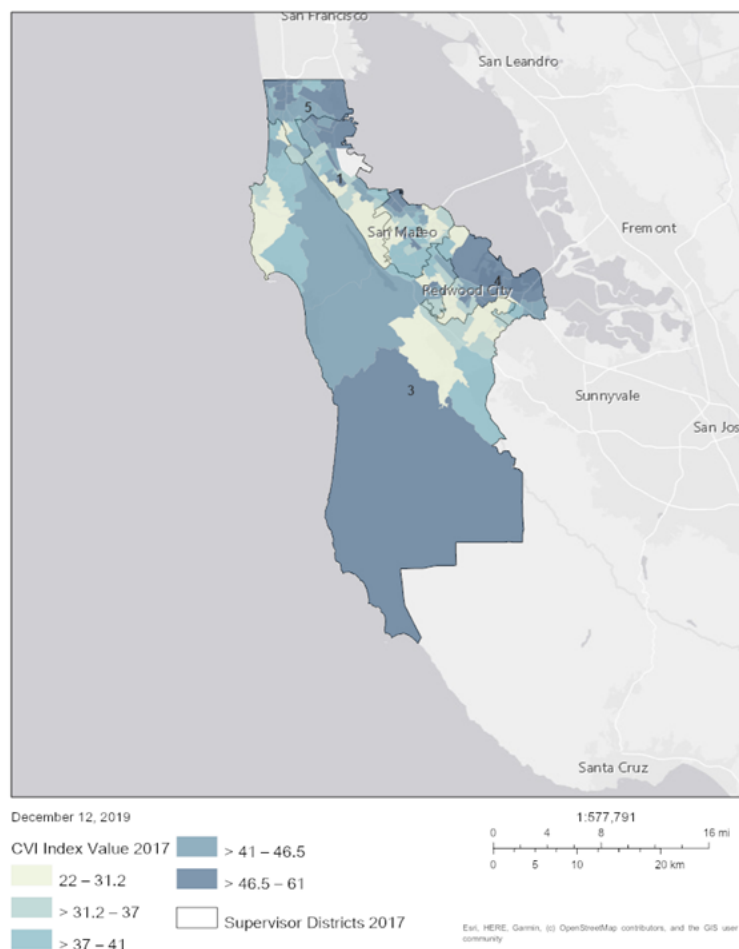 San Francisco
San Leandro
5
1
Fremont
San Mateo
4
Redwood City
3
Sunnyvale
San Jos
Santa Cruz
December 12, 2019
1:577,791
CVI Index Value 2017
22 – 31.2
> 31.2 – 37
> 37 – 41
> 41 – 46.5
> 46.5 – 61
Supervisor Districts 2017
0 4 8 16 mi
0 5 10 20 km
Esri, HERE, Garmin, (c) OpenStreetMap contributors, and the GIS user
community